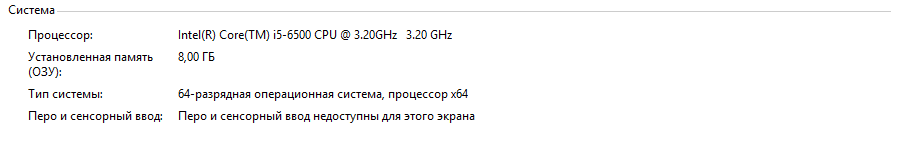 Система
Процессор: Intel(R) Core(TM) i5-6500 CPU @ 3.20GHz 3.20 GHz
Установленная память 8,00 ГБ
(ОЗУ):
Тип системы: 64-разрядная операционная система, процессор x64
Перо и сенсорный ввод: Перо и сенсорный ввод недоступны для этого экрана